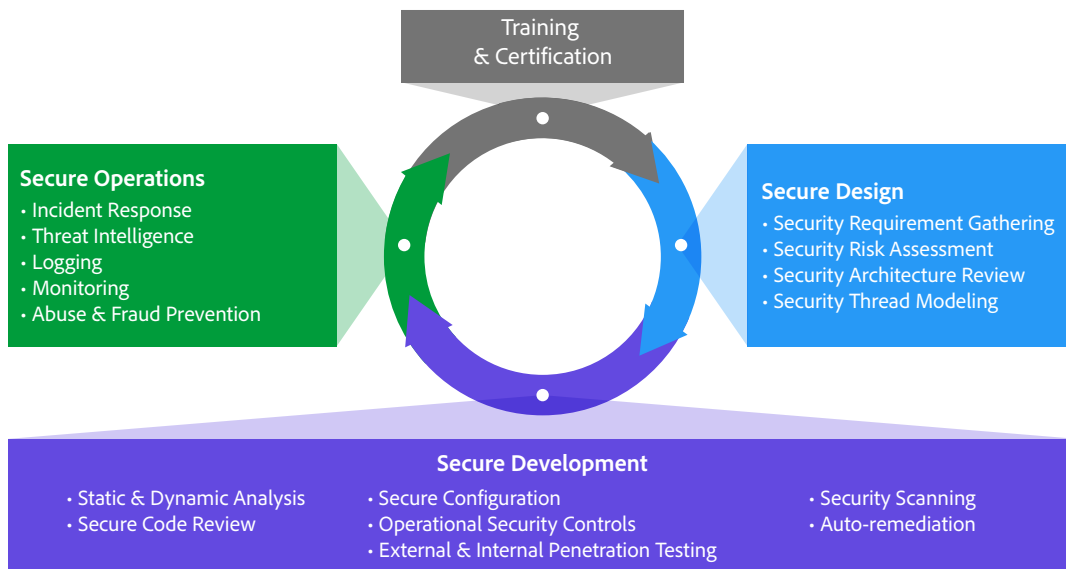 Training
& Certification
Secure Operations
• Incident Response
• Threat Intelligence
• Logging
• Monitoring
• Abuse & Fraud Prevention
Secure Design
• Security Requirement Gathering
• Security Risk Assessment
• Security Architecture Review
• Security Thread Modeling
Secure Development
• Static & Dynamic Analysis
• Secure Code Review
• Secure Configuration
• Operational Security Controls
• External & Internal Penetration Testing
• Security Scanning
• Auto-remediation